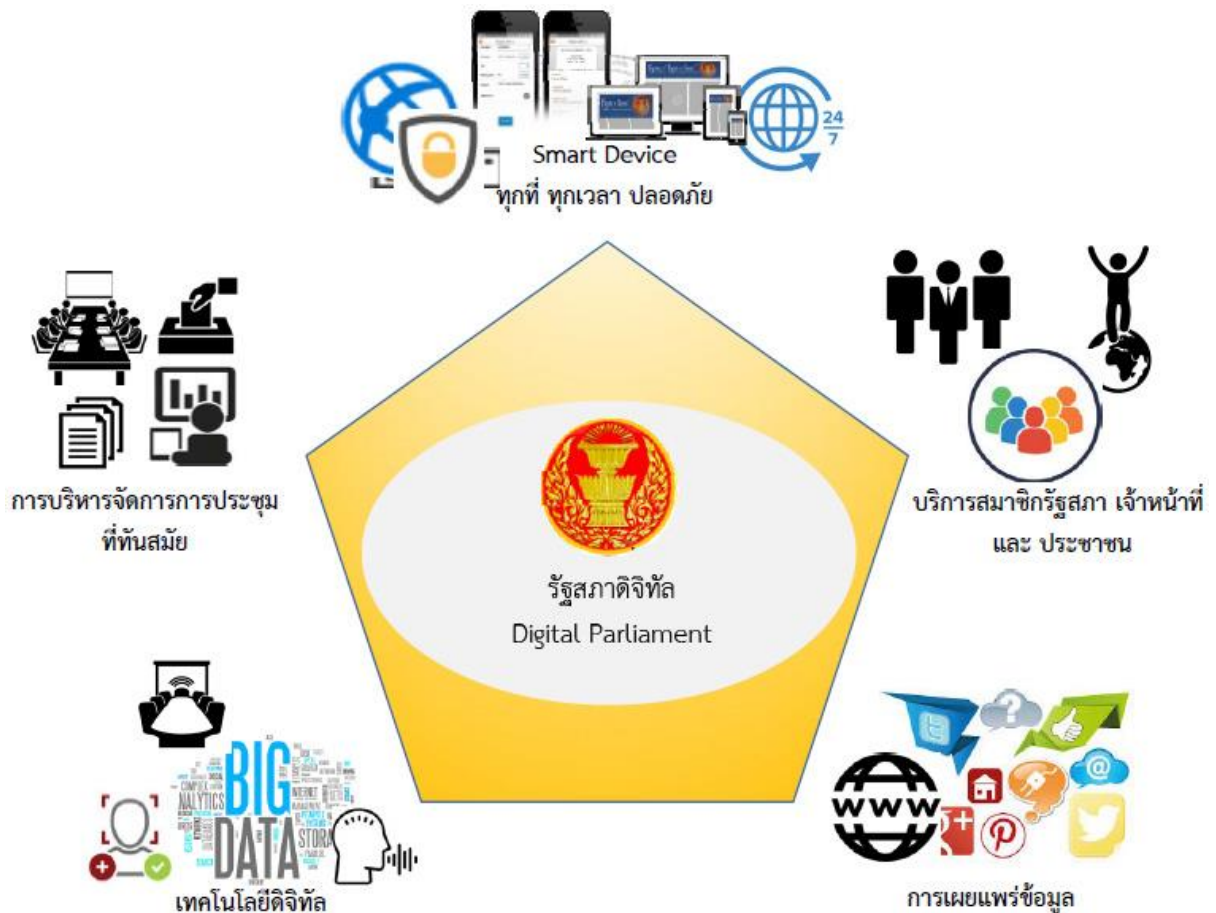 24
7
Smart Device
ทุกที่ ทุกเวลา ปลอดภัย
การบริหารจัดการการประชุม
ที่ทันสมัย
บริการสมาชิกรัฐสภา เจ้าหน้าที่
และ ประชาชน
รัฐสภาดิจิทัล
Digital Parliament
BIG
DATA
COMPLEX
NALYTICS
INTERNET
STORA
เทคโนโลยีดิจิทัล
?
@
www
g+
การเผยแพร่ข้อมูล